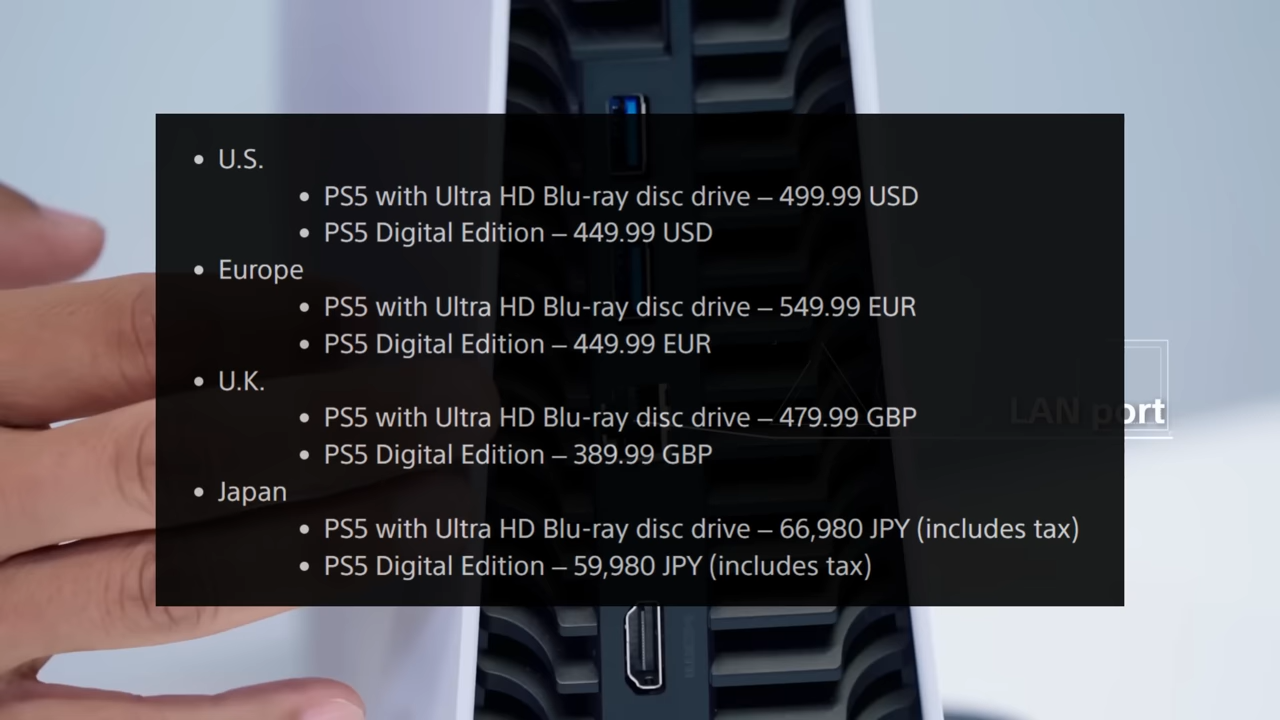 • U.S.
• PS5 with Ultra HD Blu-ray disc drive – 499.99 USD
• PS5 Digital Edition – 449.99 USD
• Europe
• PS5 with Ultra HD Blu-ray disc drive – 549.99 EUR
• PS5 Digital Edition – 449.99 EUR
• U.K.
• PS5 with Ultra HD Blu-ray disc drive – 479.99 GBP
LAN port
• PS5 Digital Edition – 389.99 GBP
• Japan
• PS5 with Ultra HD Blu-ray disc drive – 66,980 JPY (includes tax)
• PS5 Digital Edition – 59,980 JPY (includes tax)